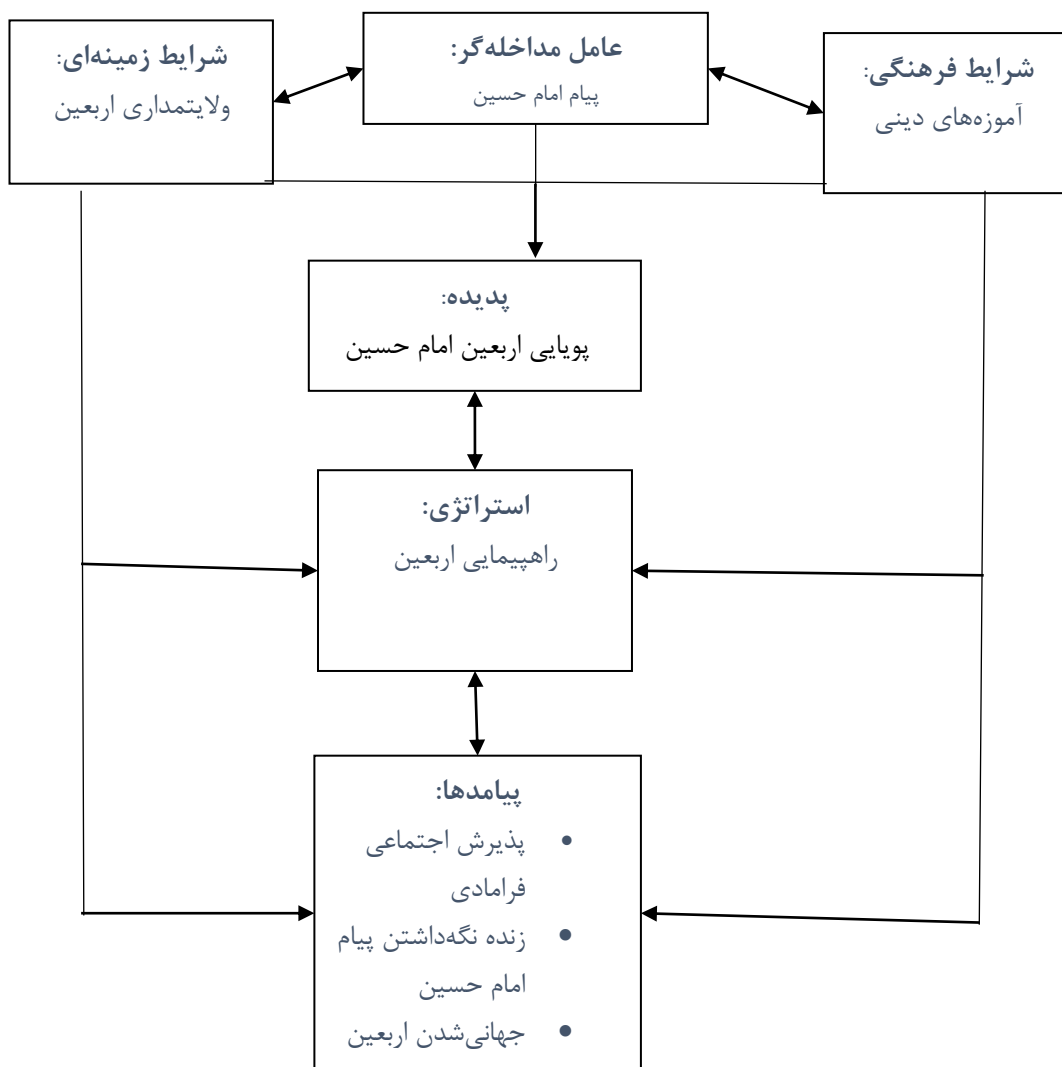 شرایط فرهنگی:
آموزه‌های دینی
عامل مداخله‌گر:
پیام امام حسین
شرایط زمینه‌ای:
ولایتمداری اربعین
پدیده:
پویایی اربعین امام حسین
استراتژی:
راهپیمایی اربعین
پیامدها:
• پذیرش اجتماعی
فرامادی
• زنده نگه‌داشتن پیام
امام حسین
• جهانی‌شدن اربعین